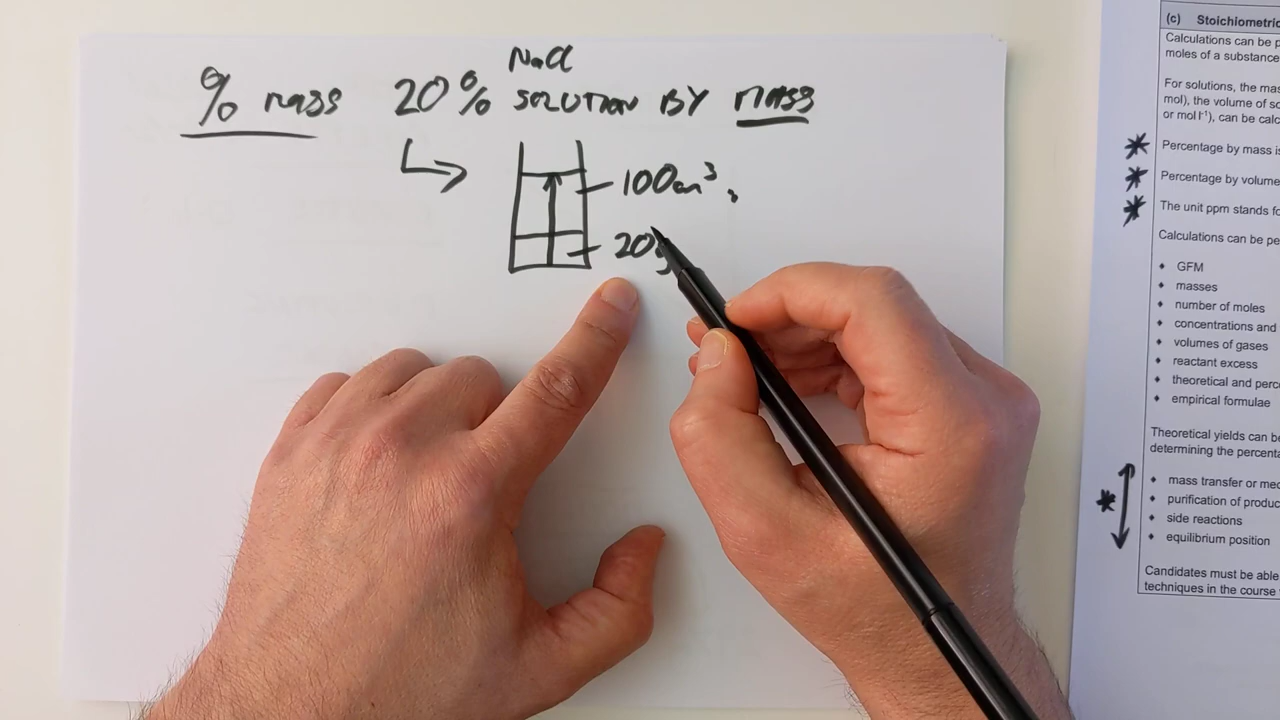 NaCl
% mass 20% SOLUTION BY MASS
100cm³,
20g
(c) Stoichiometric
Calculations can be p
moles of a substance
For solutions, the mas
mol), the volume of so
or mol l⁻¹), can be calc
* Percentage by mass is
* Percentage by volume
* The unit ppm stands fo
Calculations can be pe
♦ GFM
♦ masses
♦ number of moles
♦ concentrations and
♦ volumes of gases
♦ reactant excess
♦ theoretical and perc
♦ empirical formulae
Theoretical yields can be
determining the percenta
♦ mass transfer or mec
* ♦ purification of produc
♦ side reactions
♦ equilibrium position
Candidates must be able
techniques in the course